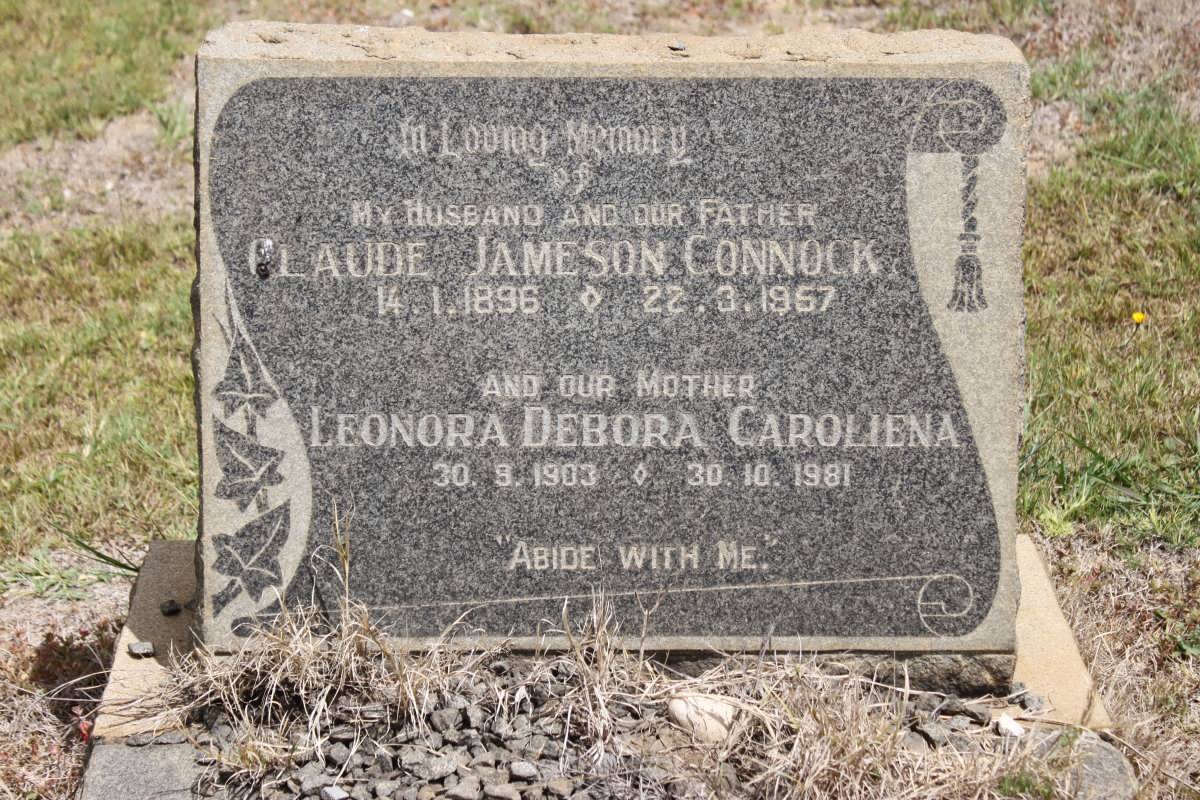 In Loving Memory
of
My Husband and our Father
Claude Jameson Connock
14.1.1896 ◊ 22.3.1967
and our Mother
Leonora Debora Caroliena
30.9.1903 ◊ 30.10.1981
"Abide with Me."